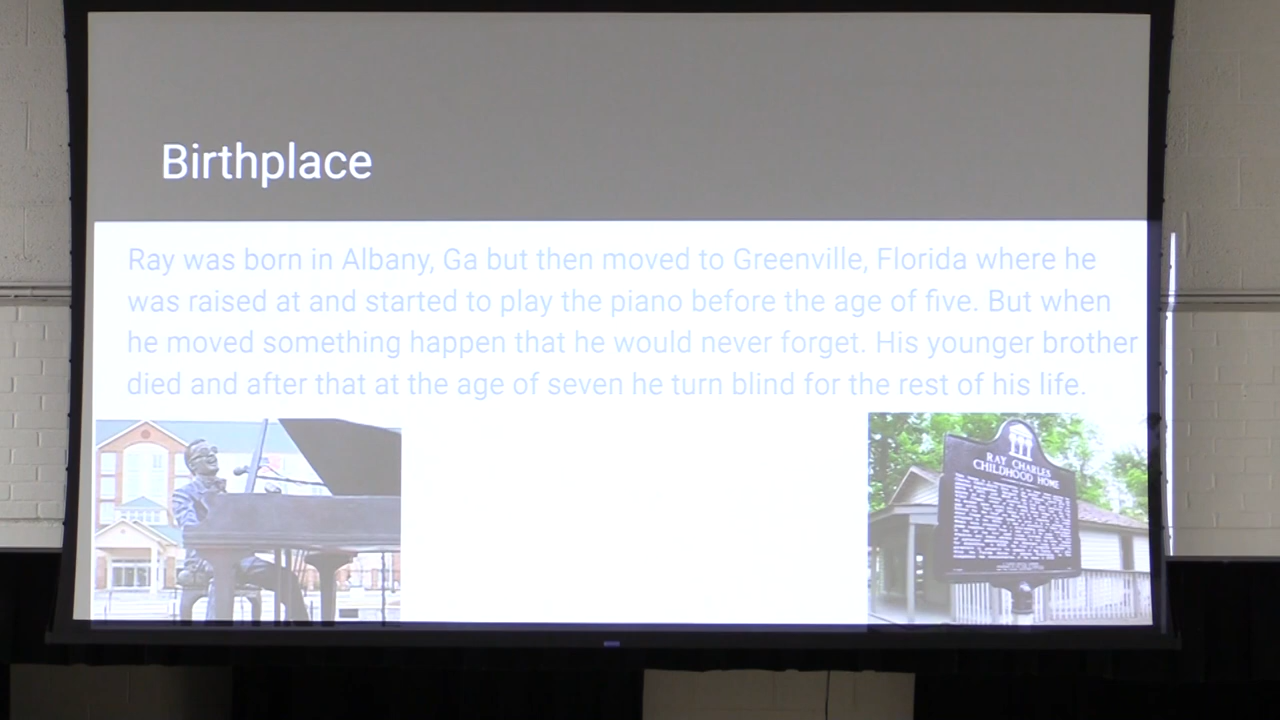 Birthplace
Ray was born in Albany, Ga but then moved to Greenville, Florida where he
was raised at and started to play the piano before the age of five. But when
he moved something happen that he would never forget. His younger brother
died and after that at the age of seven he turn blind for the rest of his life.
RAY CHARLES
CHILDHOOD HOME